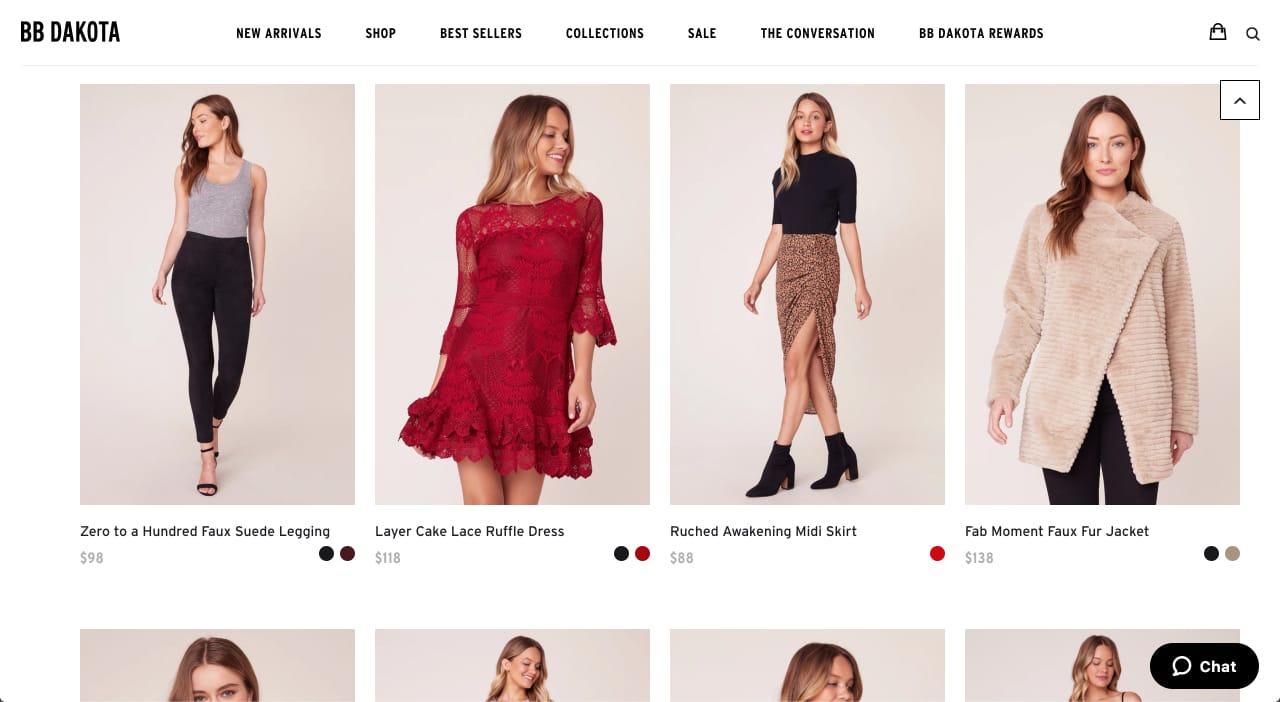 BB DAKOTA
NEW ARRIVALS
SHOP
BEST SELLERS
COLLECTIONS
SALE
THE CONVERSATION
BB DAKOTA REWARDS
Zero to a Hundred Faux Suede Legging
$98
Layer Cake Lace Ruffle Dress
$118
Ruched Awakening Midi Skirt
$88
Fab Moment Faux Fur Jacket
$138
Chat